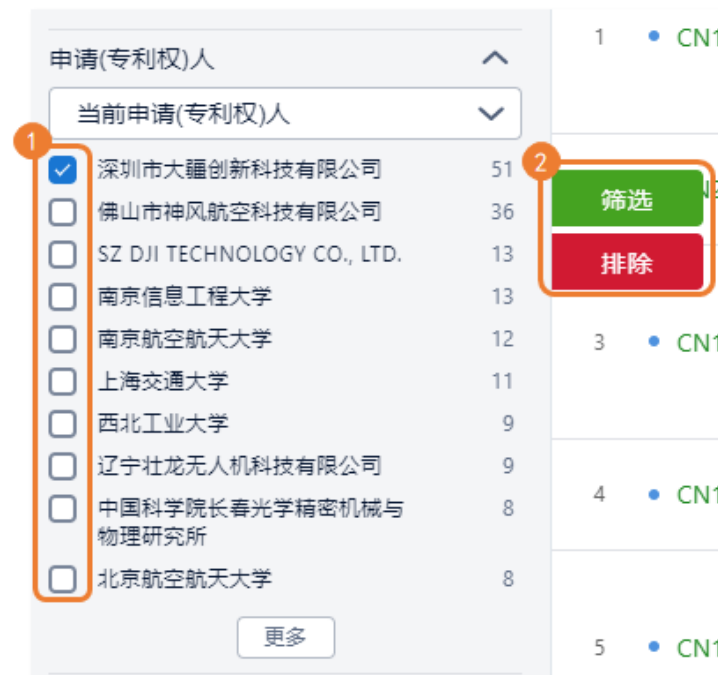 申请(专利权)人
当前申请(专利权)人
1
深圳市大疆创新科技有限公司 51
佛山市神风航空科技有限公司 36
SZ DJI TECHNOLOGY CO., LTD. 13
南京信息工程大学 13
南京航空航天大学 12
上海交通大学 11
西北工业大学 9
辽宁壮龙无人机科技有限公司 9
中国科学院长春光学精密机械与 8
物理研究所
北京航空航天大学 8
更多
1 • CN1
2
筛选
排除
3 • CN1
4 • CN1
5 • CN1